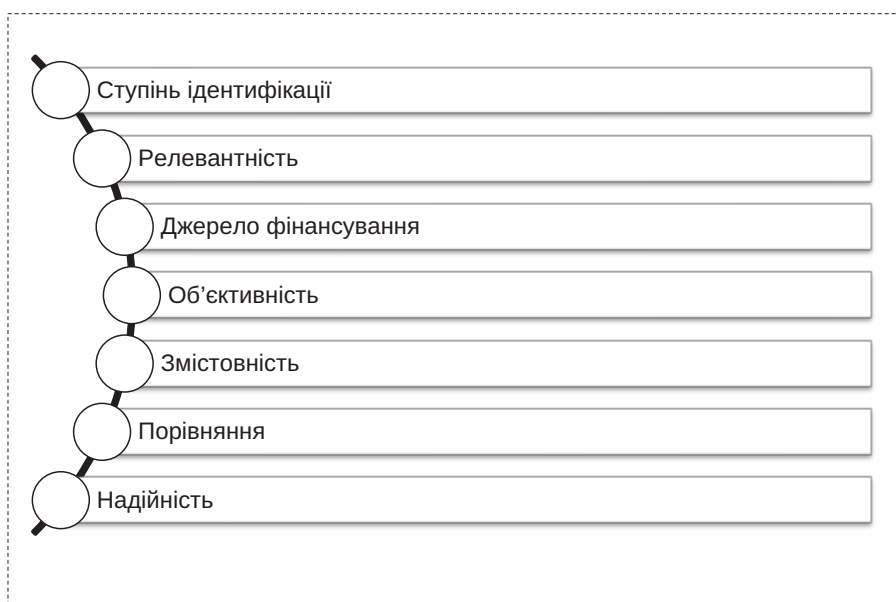 Ступінь ідентифікації
Релевантність
Джерело фінансування
Об’єктивність
Змістовність
Порівняння
Надійність